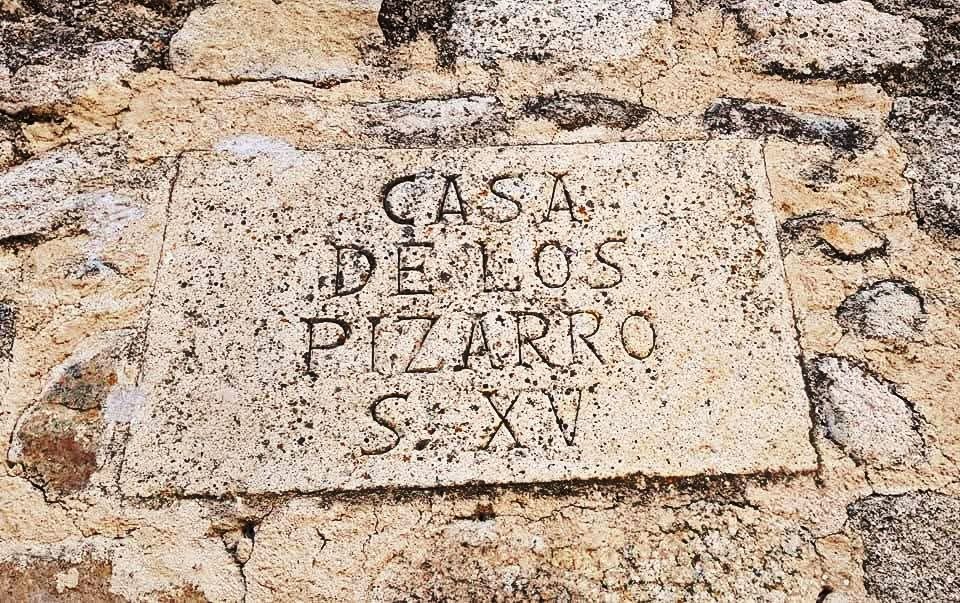 CASA
DE LOS
PIZARRO
S XV